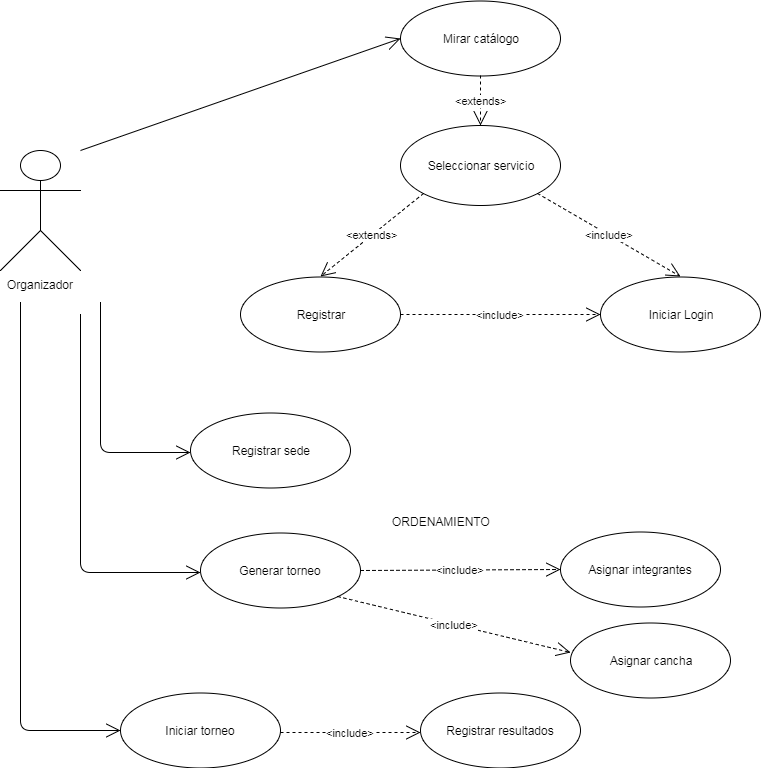 Mirar catálogo
<extends>
Seleccionar servicio
<extends>
<include>
Organizador
Registrar
<include>
Iniciar Login
Registrar sede
ORDENAMIENTO
Generar torneo
<include>
Asignar integrantes
<include>
Asignar cancha
Iniciar torneo
<include>
Registrar resultados